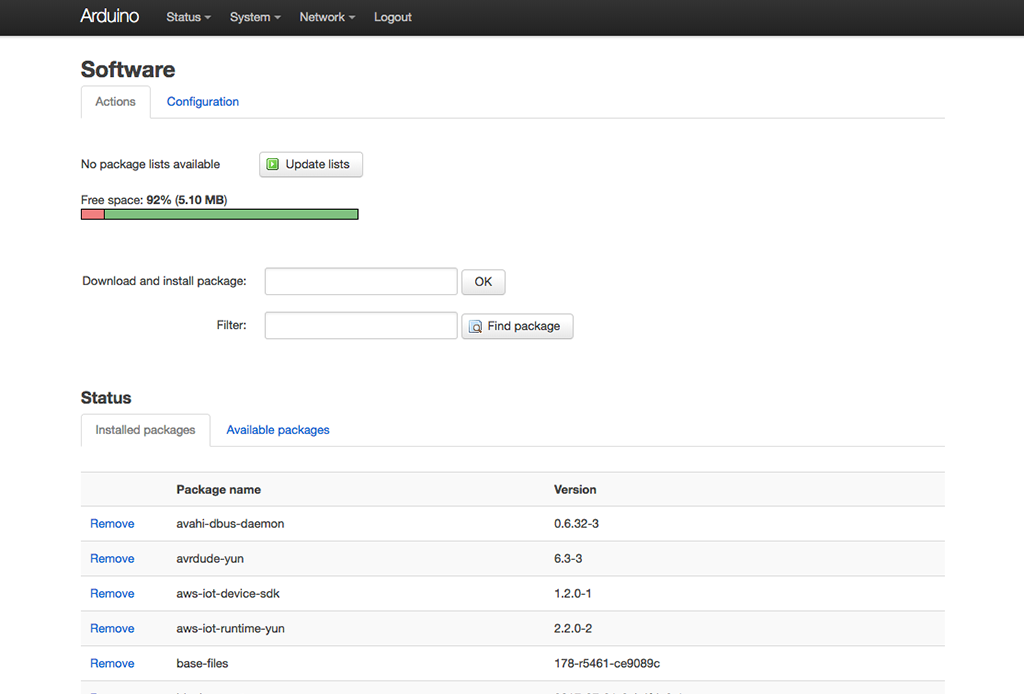 Arduino Status System Network Logout
Software
Actions Configuration
No package lists available Update lists
Free space: 92% (5.10 MB)
Download and install package: OK
Filter: Find package
Status
Installed packages Available packages
Package name Version
Remove avahi-dbus-daemon 0.6.32-3
Remove avrdude-yun 6.3-3
Remove aws-iot-device-sdk 1.2.0-1
Remove aws-iot-runtime-yun 2.2.0-2
Remove base-files 178-r5461-ce9089c